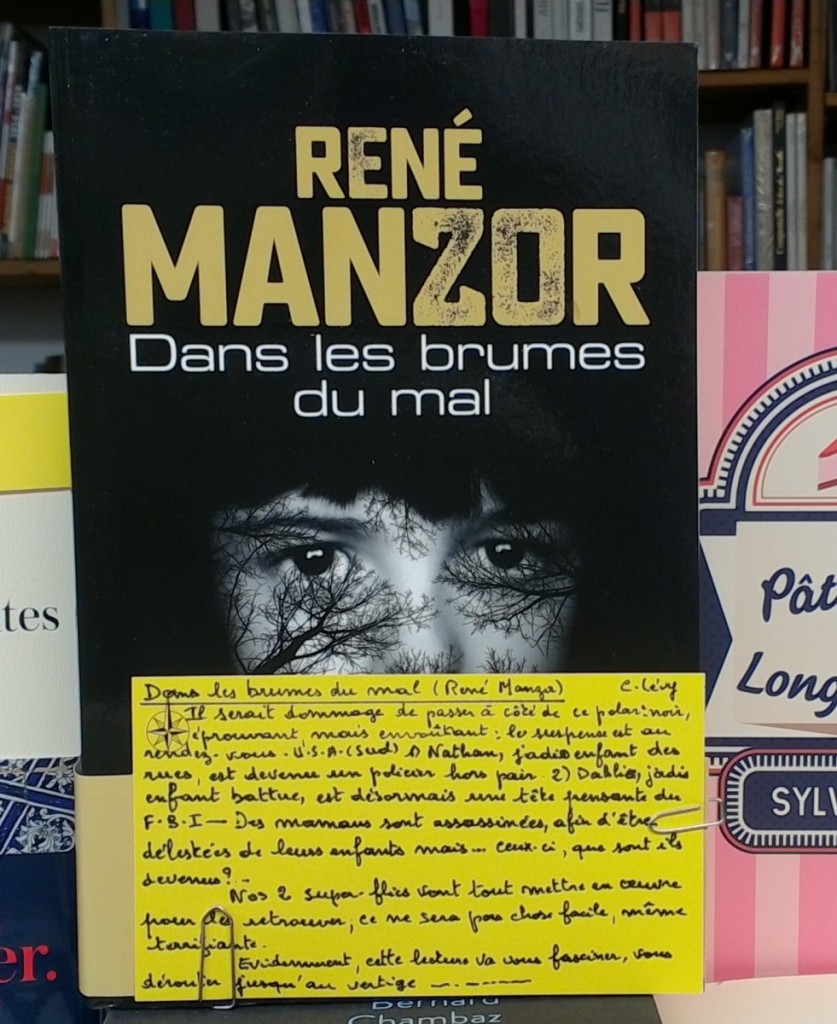 RENÉ
MANZOR
Dans les brumes
du mal
Dans les brumes du mal (René Manzor) C. Lévy
Il serait dommage de passer à côté de ce polar: noir,
éprouvant mais envoûtant: le suspense est au
rendez-vous - U.S.A. (Sud) 1) Nathan, jadis enfant des
rues, est devenu un policier hors pair. 2) Dahlia, jadis
enfant battue, est désormais une tête pensante du
F.B.I — Des mamans sont assassinées, afin d'être
délestées de leurs enfants mais... ceux-ci, que sont ils
devenus? -
Nos 2 super-flics vont tout mettre en œuvre
pour les retrouver, ce ne sera pas chose facile, même
terrifiante.
Evidemment, cette lecture va vous fasciner, vous
dérouter jusqu'au vertige
Bernard
Chambaz
tes
er.
Pât
Long
SYLV